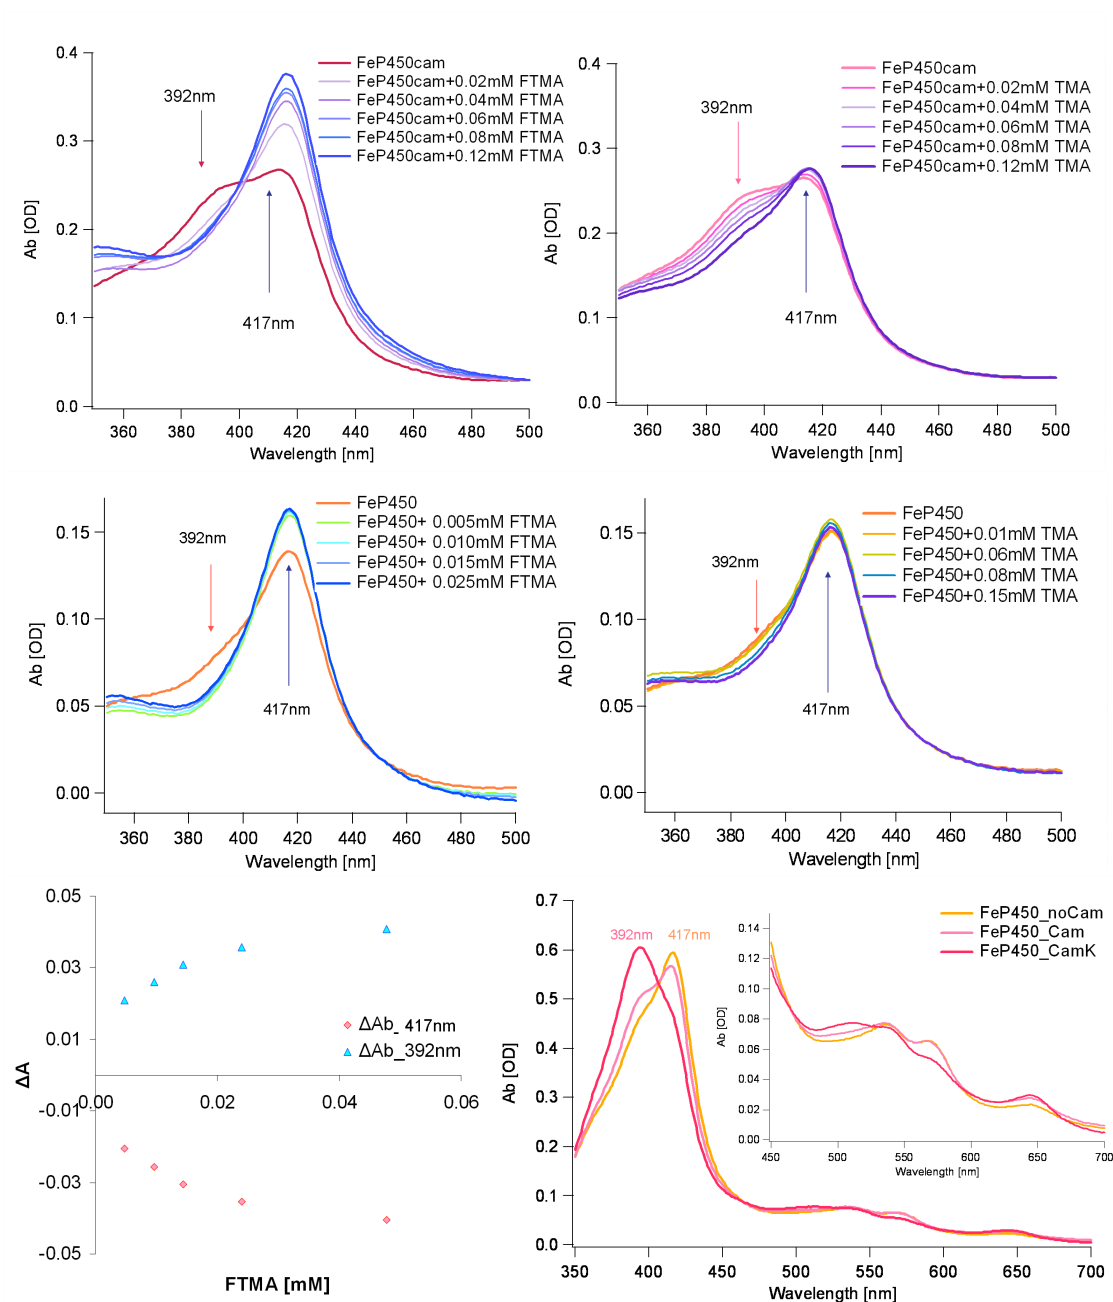 0.4
0.3
0.2
0.1
0.0
Ab [OD]
392nm
417nm
FeP450cam
FeP450cam+0.02mM FTMA
FeP450cam+0.04mM FTMA
FeP450cam+0.06mM FTMA
FeP450cam+0.08mM FTMA
FeP450cam+0.12mM FTMA
360 380 400 420 440 460 480 500
Wavelength [nm]
0.4
0.3
0.2
0.1
0.0
Ab [OD]
392nm
417nm
FeP450cam
FeP450cam+0.02mM TMA
FeP450cam+0.04mM TMA
FeP450cam+0.06mM TMA
FeP450cam+0.08mM TMA
FeP450cam+0.12mM TMA
360 380 400 420 440 460 480 500
Wavelength [nm]
0.15
0.10
0.05
0.00
Ab [OD]
392nm
417nm
FeP450
FeP450+ 0.005mM FTMA
FeP450+ 0.010mM FTMA
FeP450+ 0.015mM FTMA
FeP450+ 0.025mM FTMA
360 380 400 420 440 460 480 500
Wavelength [nm]
0.15
0.10
0.05
0.00
Ab [OD]
392nm
417nm
FeP450
FeP450+0.01mM TMA
FeP450+0.06mM TMA
FeP450+0.08mM TMA
FeP450+0.15mM TMA
360 380 400 420 440 460 480 500
Wavelength [nm]
0.05
0.03
0.01
-0.01
-0.03
-0.05
ΔA
0.00 0.02 0.04 0.06
ΔAb_417nm
ΔAb_392nm
FTMA [mM]
0.7
0.6
0.5
0.4
0.3
0.2
0.1
0.0
Ab [OD]
392nm 417nm
FeP450_noCam
FeP450_Cam
FeP450_CamK
0.14
0.12
0.10
0.08
0.06
0.04
0.02
0.00
Ab [OD]
450 500 550 600 650 700
Wavelength [nm]
350 400 450 500 550 600 650 700
Wavelength [nm]